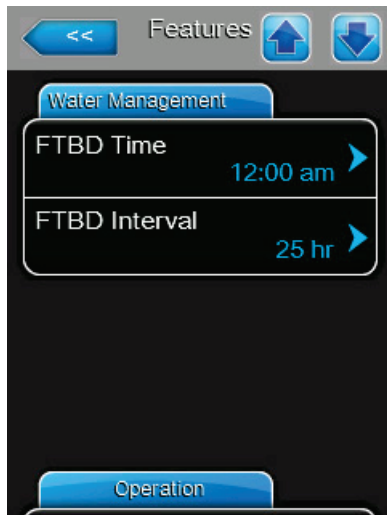 << Features
Water Management
FTBD Time
12:00 am
FTBD Interval
25 hr
Operation